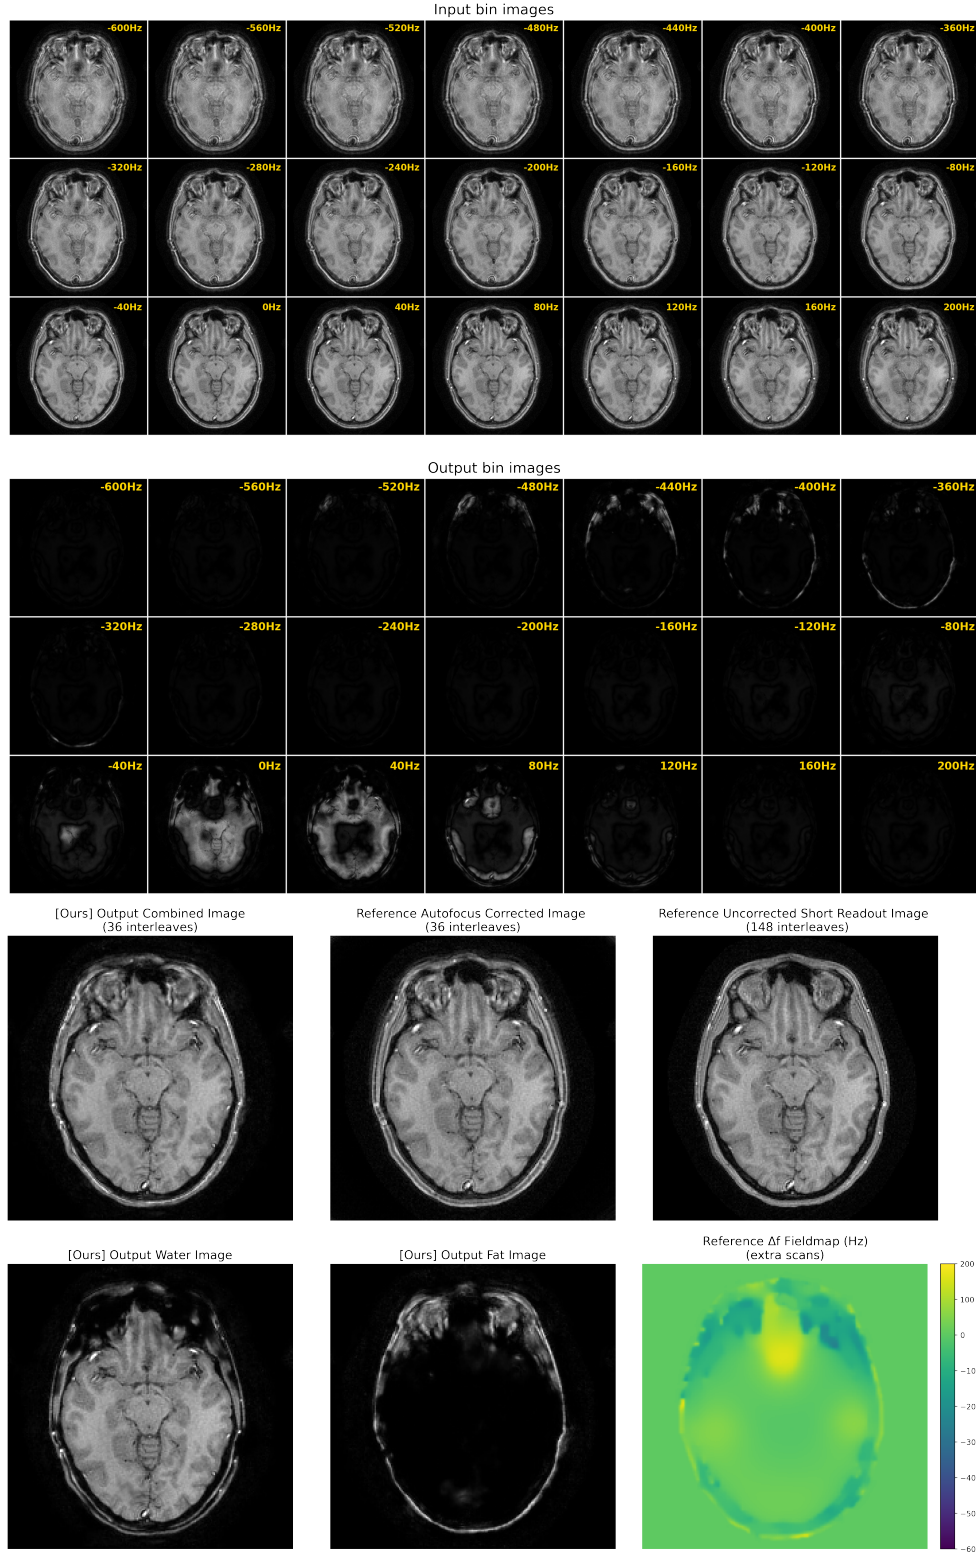 Input bin images
-600Hz -560Hz -520Hz -480Hz -440Hz -400Hz -360Hz
-320Hz -280Hz -240Hz -200Hz -160Hz -120Hz -80Hz
-40Hz 0Hz 40Hz 80Hz 120Hz 160Hz 200Hz
Output bin images
-600Hz -560Hz -520Hz -480Hz -440Hz -400Hz -360Hz
-320Hz -280Hz -240Hz -200Hz -160Hz -120Hz -80Hz
-40Hz 0Hz 40Hz 80Hz 120Hz 160Hz 200Hz
[Ours] Output Combined Image
(36 interleaves)
Reference Autofocus Corrected Image
(36 interleaves)
Reference Uncorrected Short Readout Image
(148 interleaves)
[Ours] Output Water Image
[Ours] Output Fat Image
Reference Δf Fieldmap (Hz)
(extra scans)
200
100
0
−10
−20
−30
−40
−50
−60